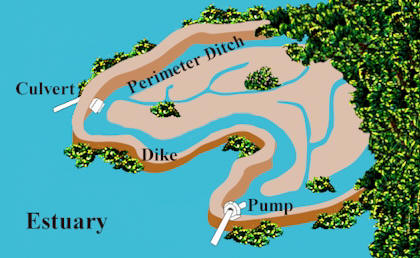 Perimeter Ditch
Culvert
Dike
Pump
Estuary